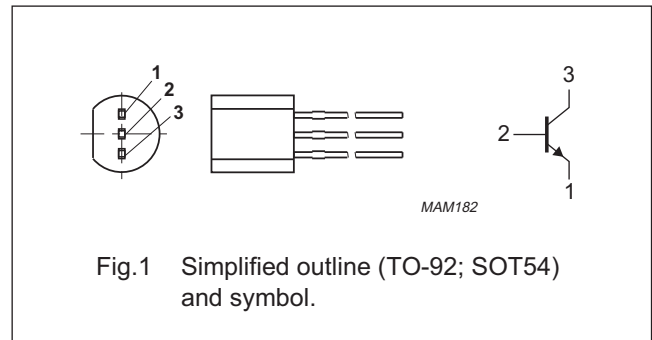 1
2
3
3
2
1
MAM182
Fig.1 Simplified outline (TO-92; SOT54)
and symbol.